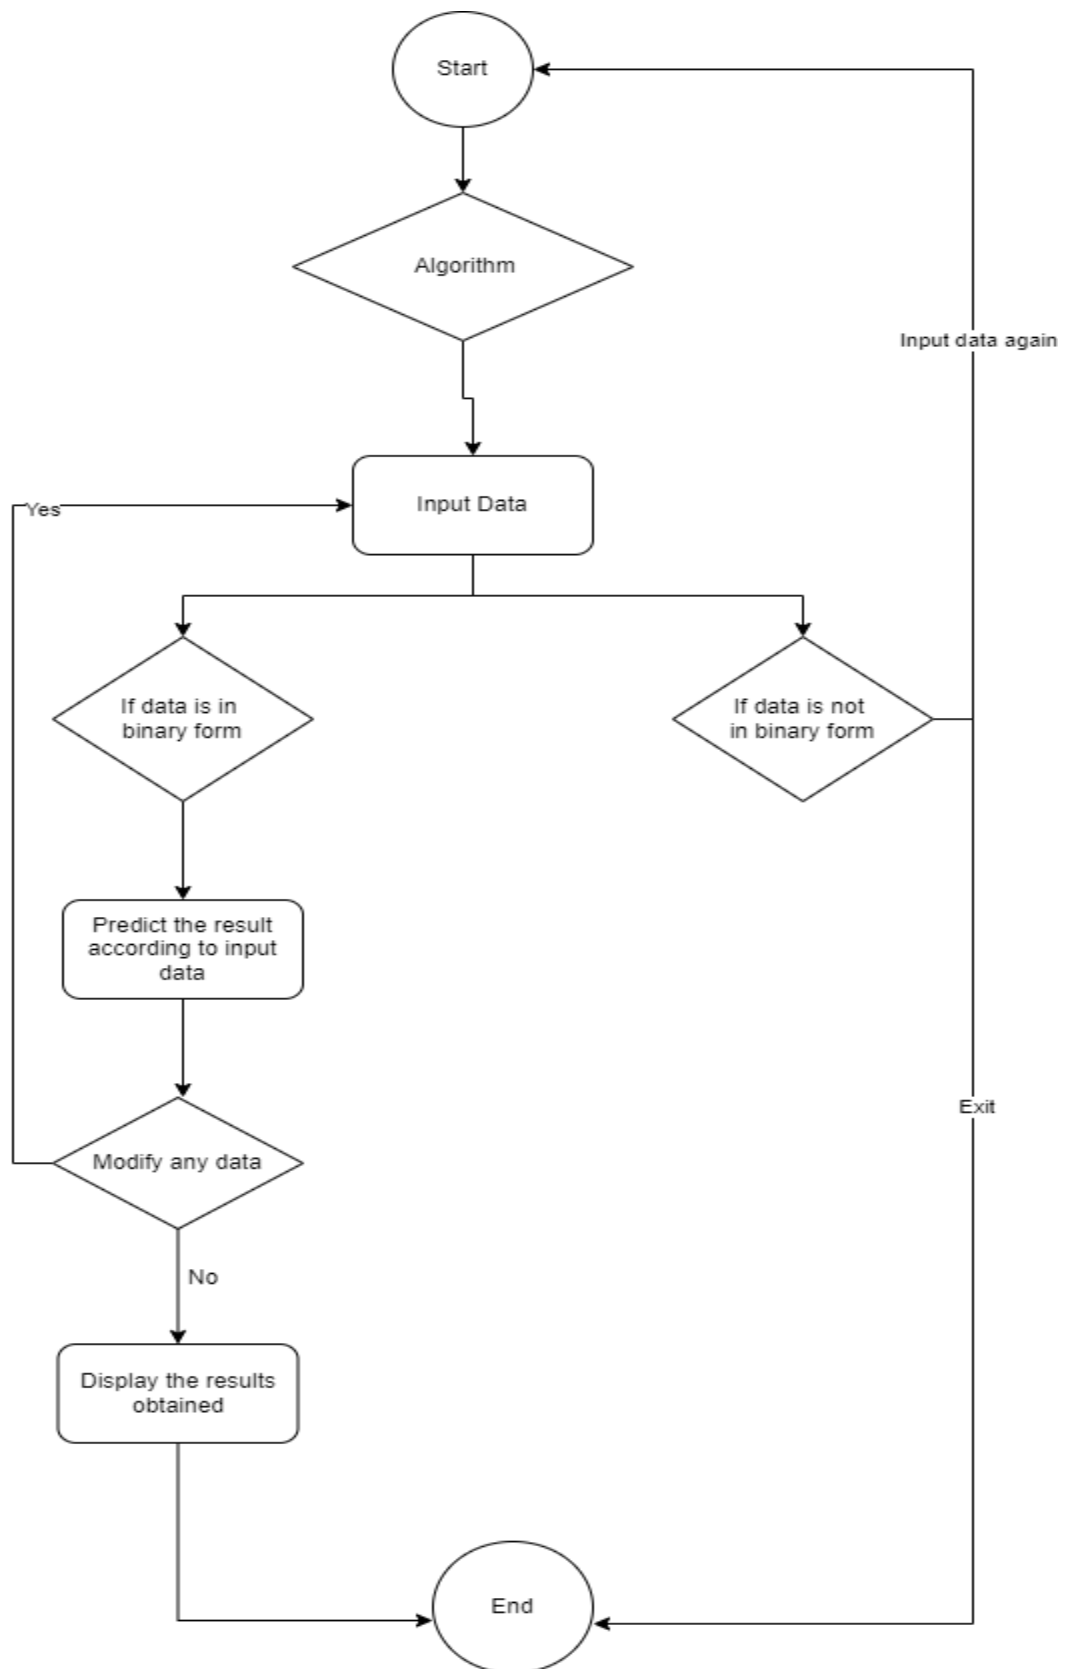 Start
Algorithm
Input data again
Input Data
Yes
If data is in
binary form
If data is not
in binary form
Predict the result
according to input
data
Exit
Modify any data
No
Display the results
obtained
End